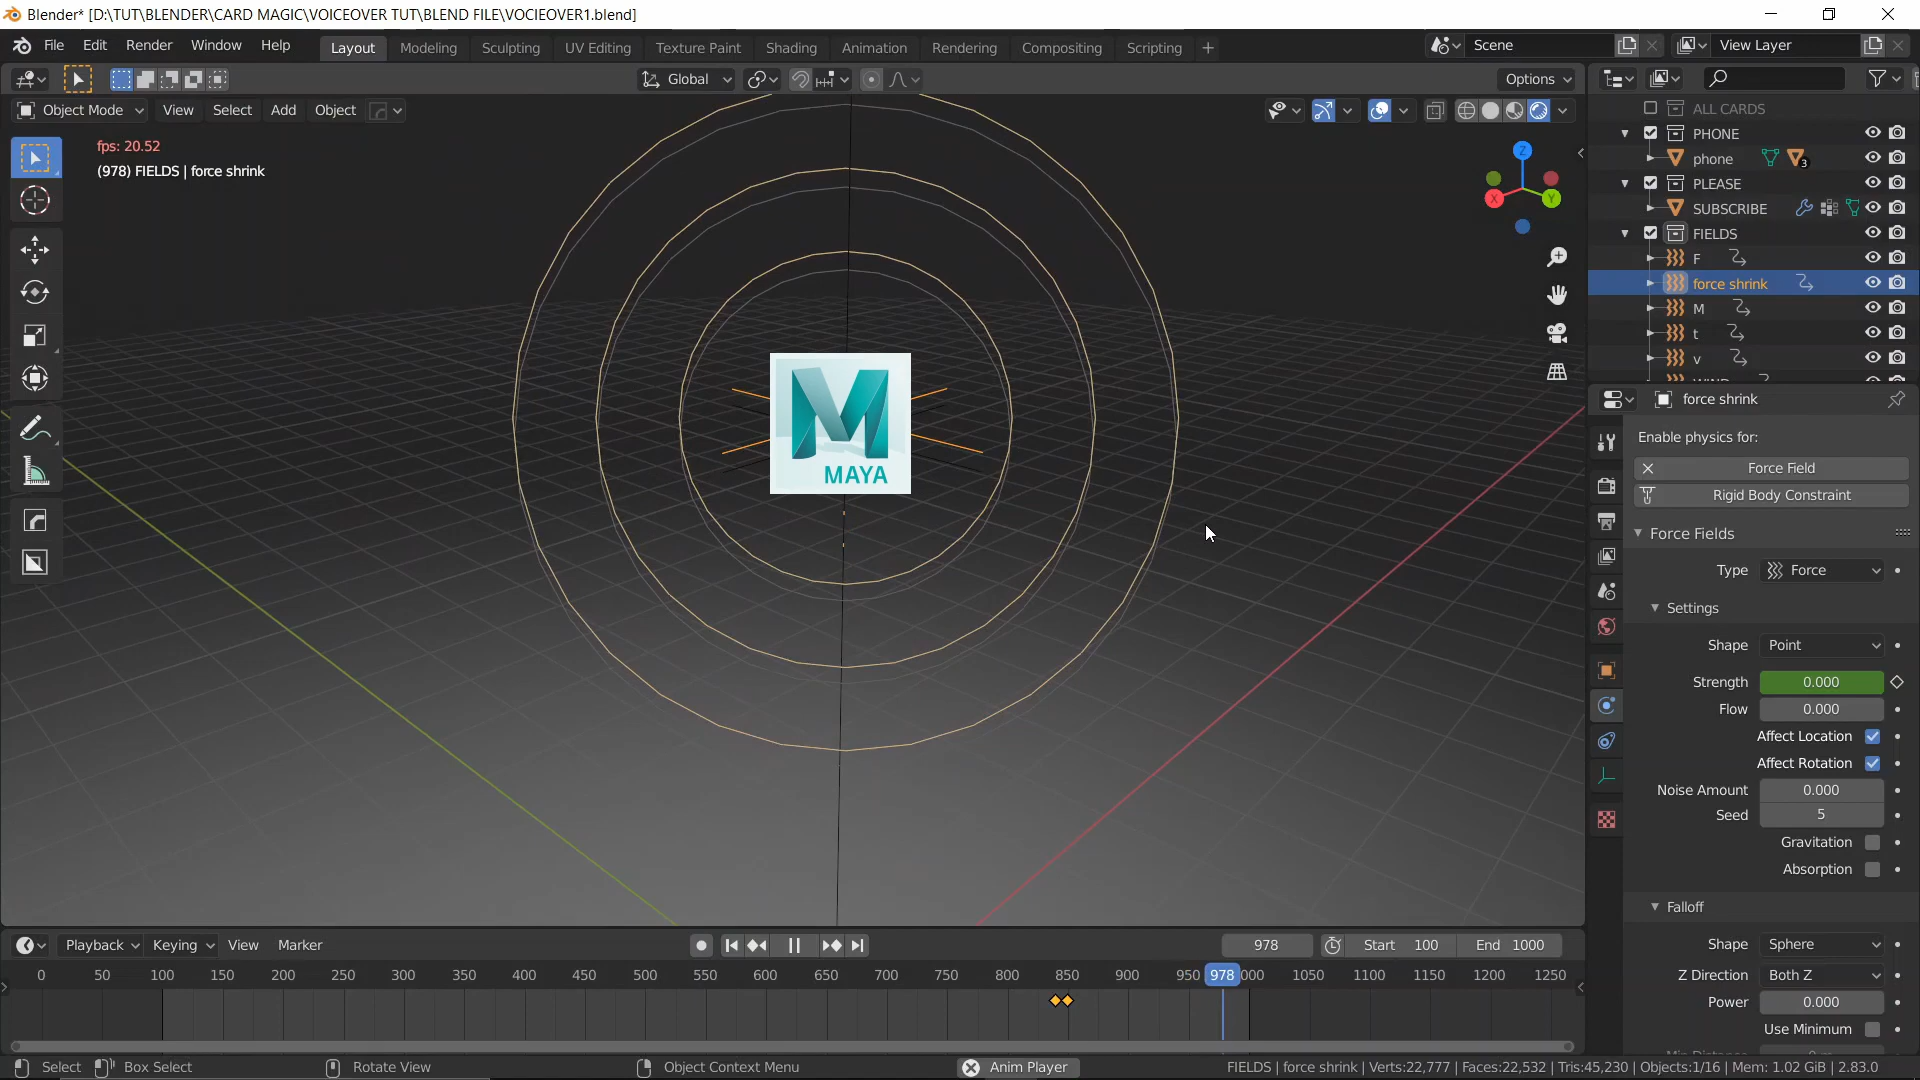 Blender* [D:\TUT\BLENDER\CARD MAGIC\VOICEOVER TUT\BLEND FILE\VOCIEOVER1.blend]
File Edit Render Window Help
Layout Modeling Sculpting UV Editing Texture Paint Shading Animation Rendering Compositing Scripting +
Scene
View Layer
Global
Options
Object Mode View Select Add Object
fps: 20.52
(978) FIELDS | force shrink
Z
X
Y
MAYA
ALL CARDS
PHONE
phone 3
PLEASE
SUBSCRIBE
FIELDS
F
force shrink
M
t
v
force shrink
Enable physics for:
Force Field
Rigid Body Constraint
Force Fields
Type Force
Settings
Shape Point
Strength 0.000
Flow 0.000
Affect Location
Affect Rotation
Noise Amount 0.000
Seed 5
Gravitation
Absorption
Falloff
Shape Sphere
Z Direction Both Z
Power 0.000
Use Minimum
Playback Keying View Marker
978 Start 100 End 1000
0 50 100 150 200 250 300 350 400 450 500 550 600 650 700 750 800 850 900 950 978 000 1050 1100 1150 1200 1250
Select Box Select Rotate View Object Context Menu Anim Player
FIELDS | force shrink | Verts:22,777 | Faces:22,532 | Tris:45,230 | Objects:1/16 | Mem: 1.02 GiB | 2.83.0